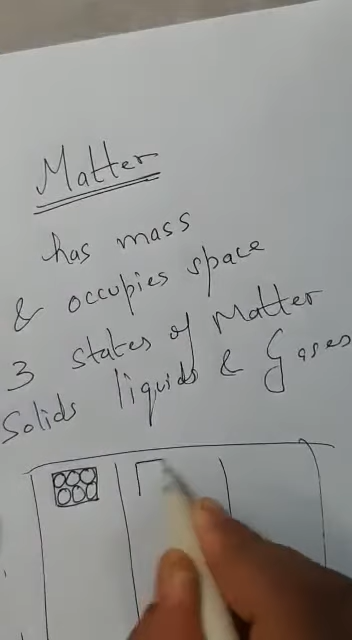 Matter
has mass
& occupies space
3 states of Matter
Solids liquids & Gases